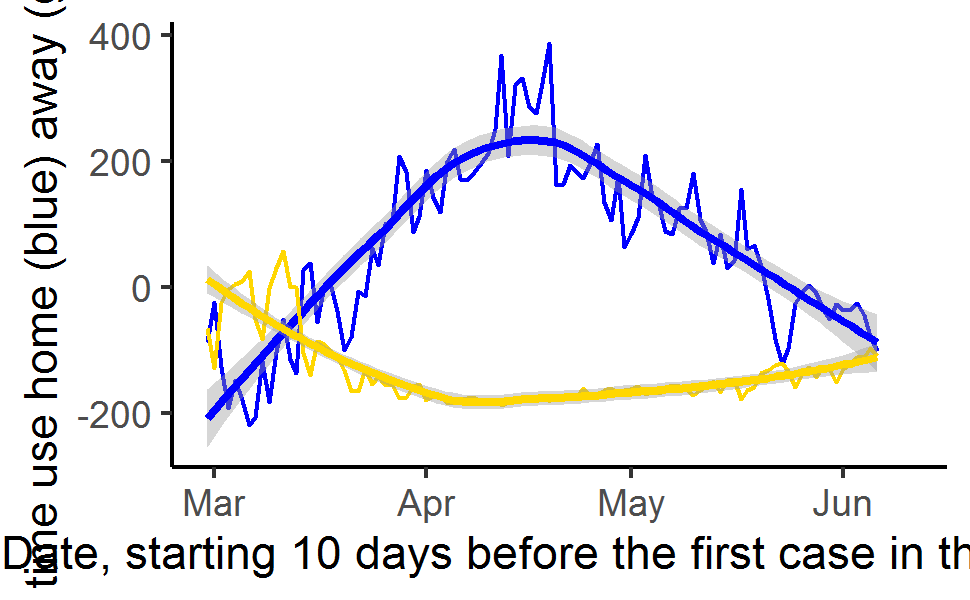 time use home (blue) away (
400
200
0
-200
Mar Apr May Jun
Date, starting 10 days before the first case in th